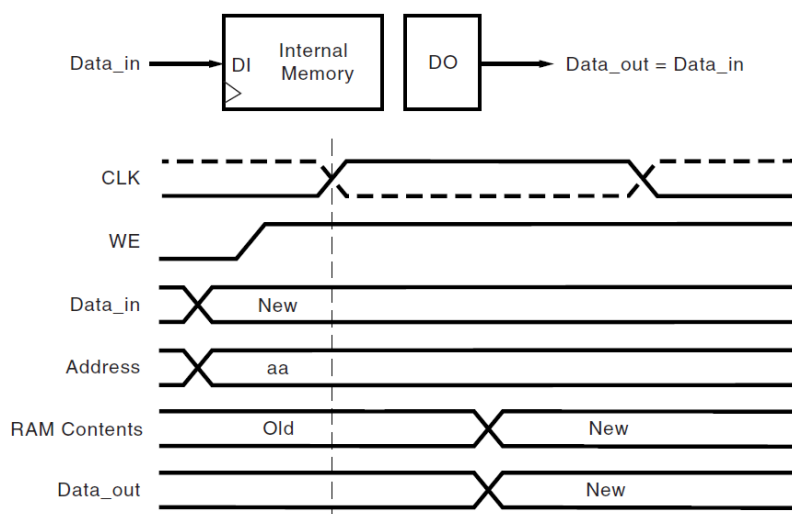 Data_in
DI
Internal
Memory
DO
Data_out = Data_in
CLK
WE
Data_in
New
Address
aa
RAM Contents
Old
New
Data_out
New